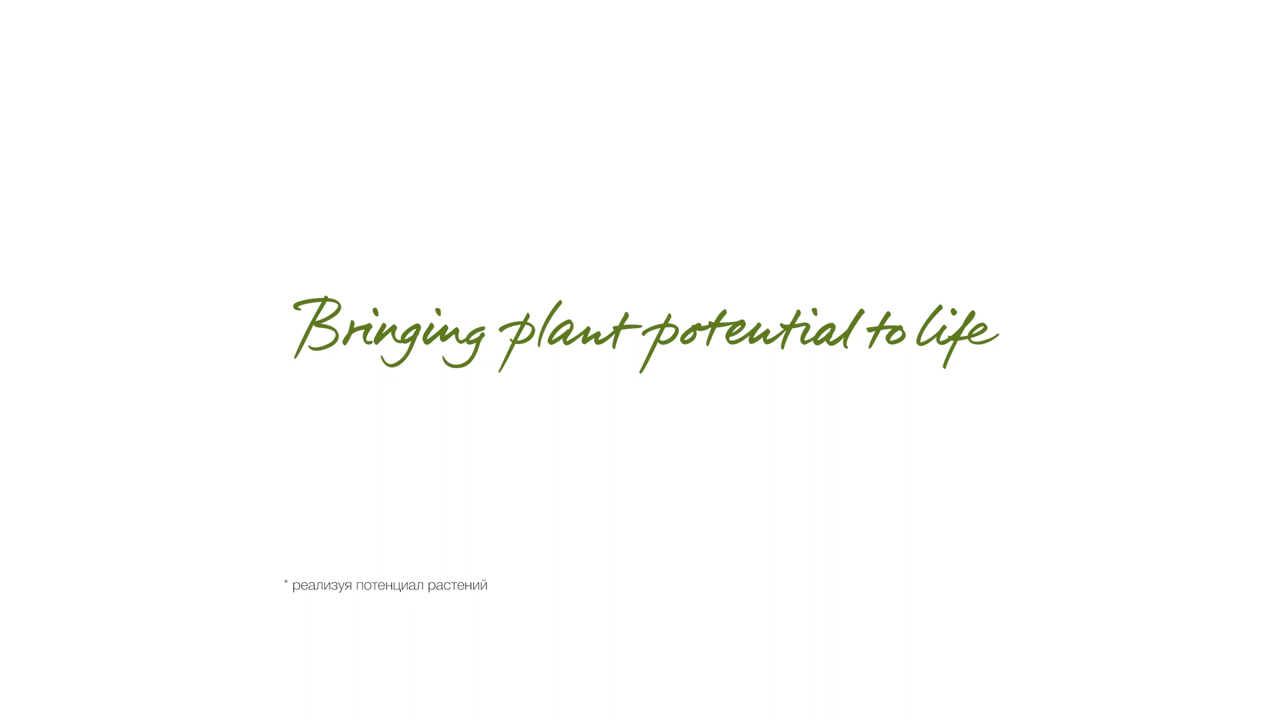 Bringing plant potential to life
* реализуя потенциал растений